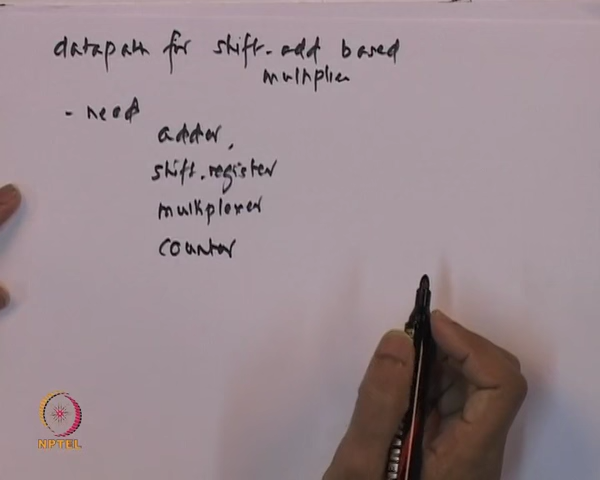 datapath for shift-add based
multiplier
- need
adder,
shift-register
multiplexer
counter
NPTEL